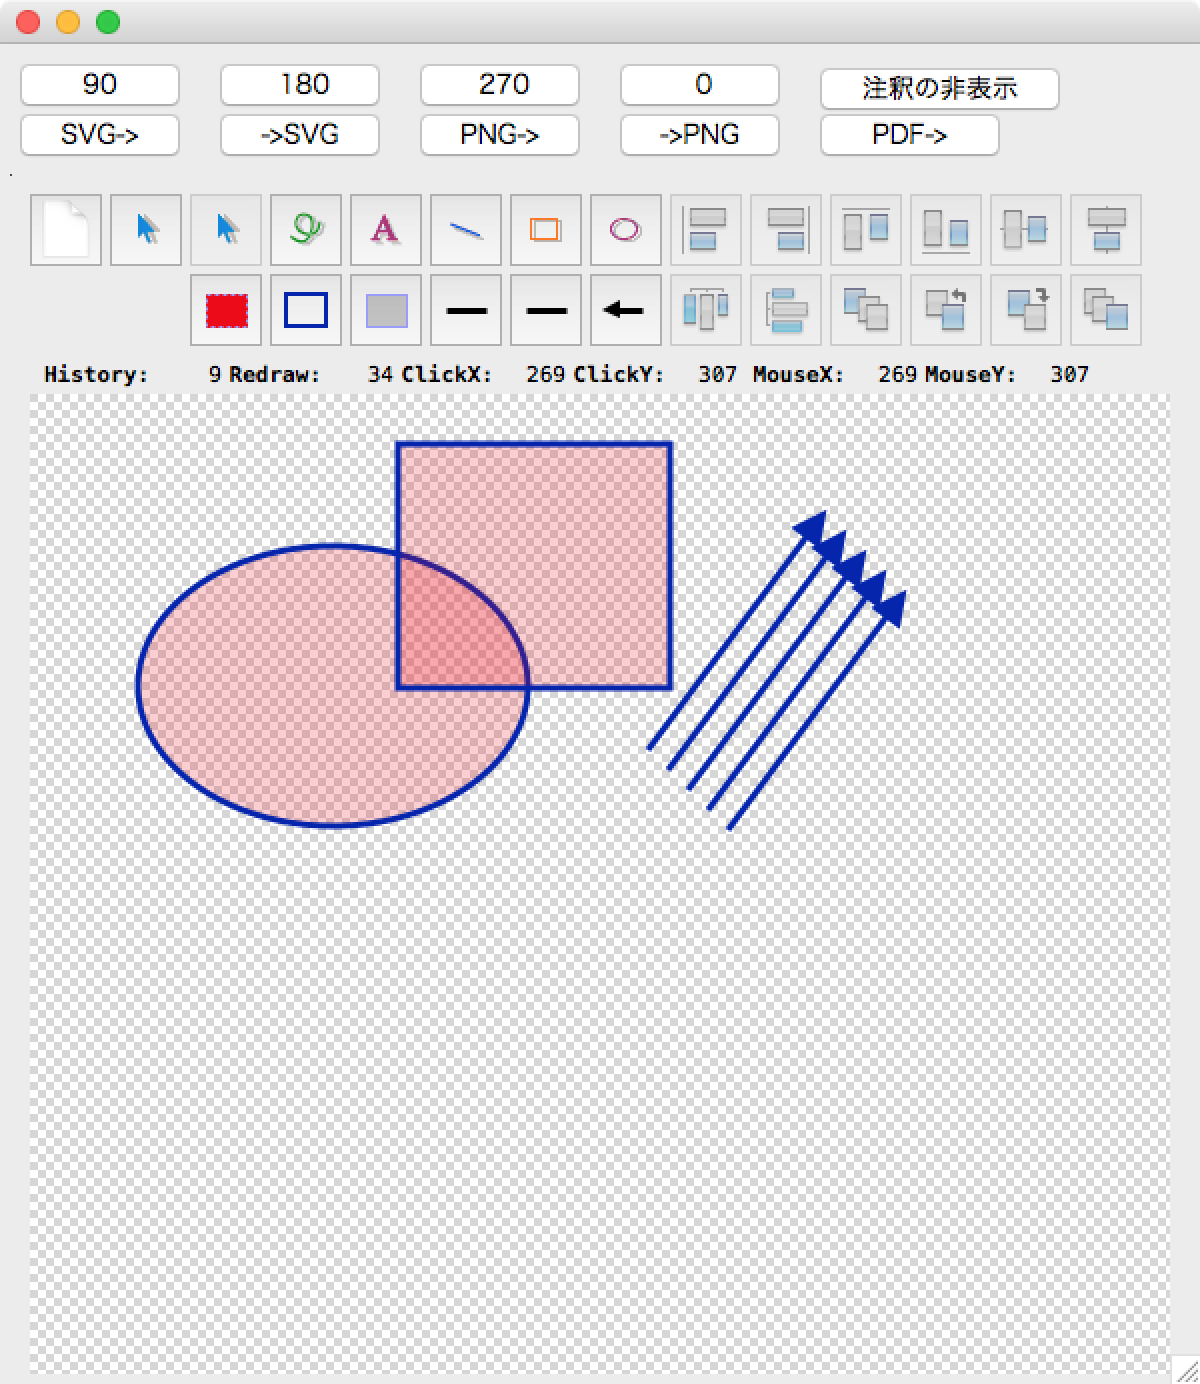 90 180 270 0 注釈の非表示
SVG-> ->SVG PNG-> ->PNG PDF->
A
History: 9 Redraw: 34 ClickX: 269 ClickY: 307 MouseX: 269 MouseY: 307